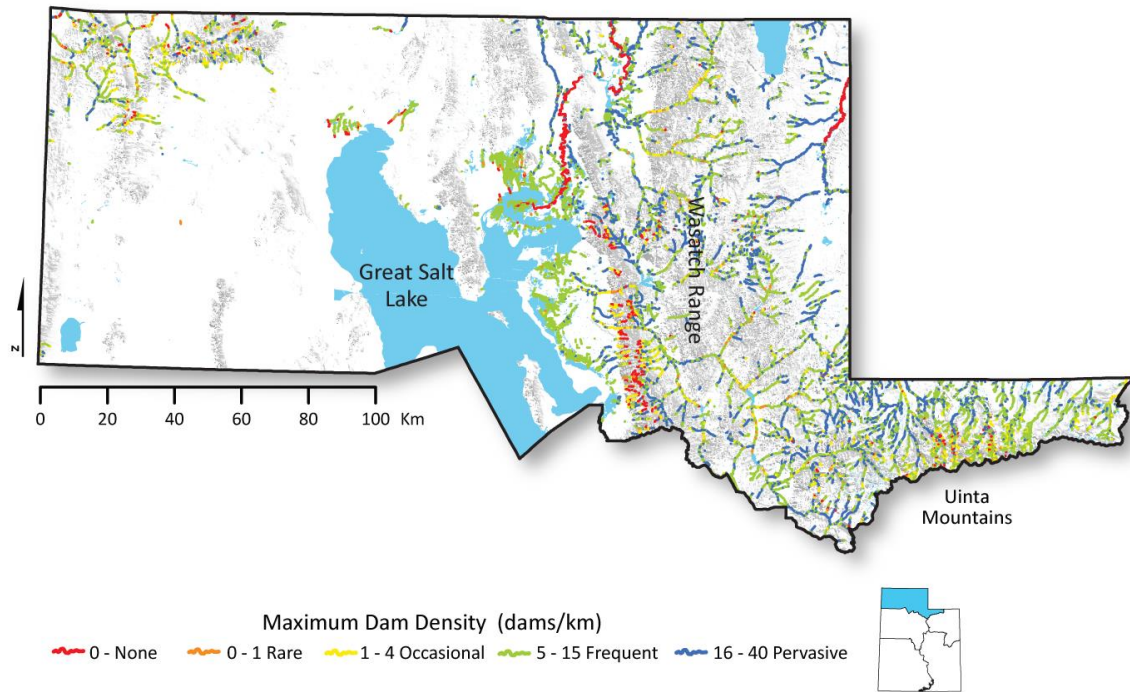 Great Salt
Lake
Wasatch Range
z
0 20 40 60 80 100 Km
Uinta
Mountains
Maximum Dam Density (dams/km)
0 - None 0 - 1 Rare 1 - 4 Occasional 5 - 15 Frequent 16 - 40 Pervasive